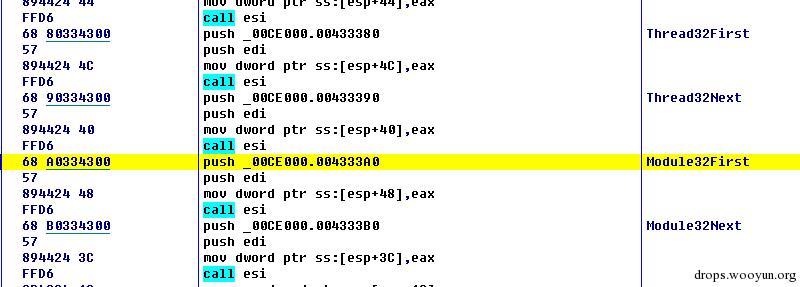 894424 44 mov dword ptr ss:[esp+44],eax
FFD6 call esi
68 80334300 push _00CE000.00433380 Thread32First
57 push edi
894424 4C mov dword ptr ss:[esp+4C],eax
FFD6 call esi
68 90334300 push _00CE000.00433390 Thread32Next
57 push edi
894424 40 mov dword ptr ss:[esp+40],eax
FFD6 call esi
68 A0334300 push _00CE000.004333A0 Module32First
57 push edi
894424 48 mov dword ptr ss:[esp+48],eax
FFD6 call esi
68 B0334300 push _00CE000.004333B0 Module32Next
57 push edi
894424 3C mov dword ptr ss:[esp+3C],eax
FFD6 call esi
drops.wooyun.org